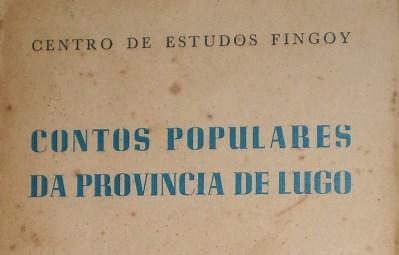 CENTRO DE ESTUDOS FINGOY
CONTOS POPULARES
DA PROVINCIA DE LUGO